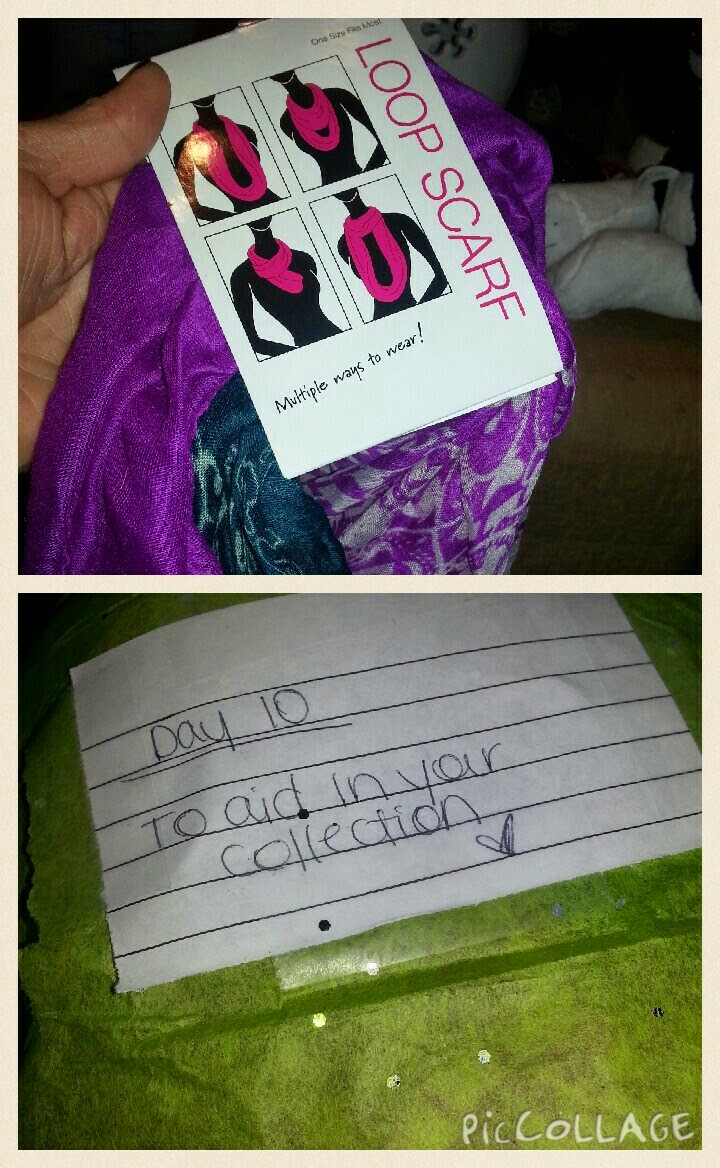 One Size Fits Most
LOOP SCARF
Multiple ways to wear!
Day 10
To aid in your
collection
PicCollage